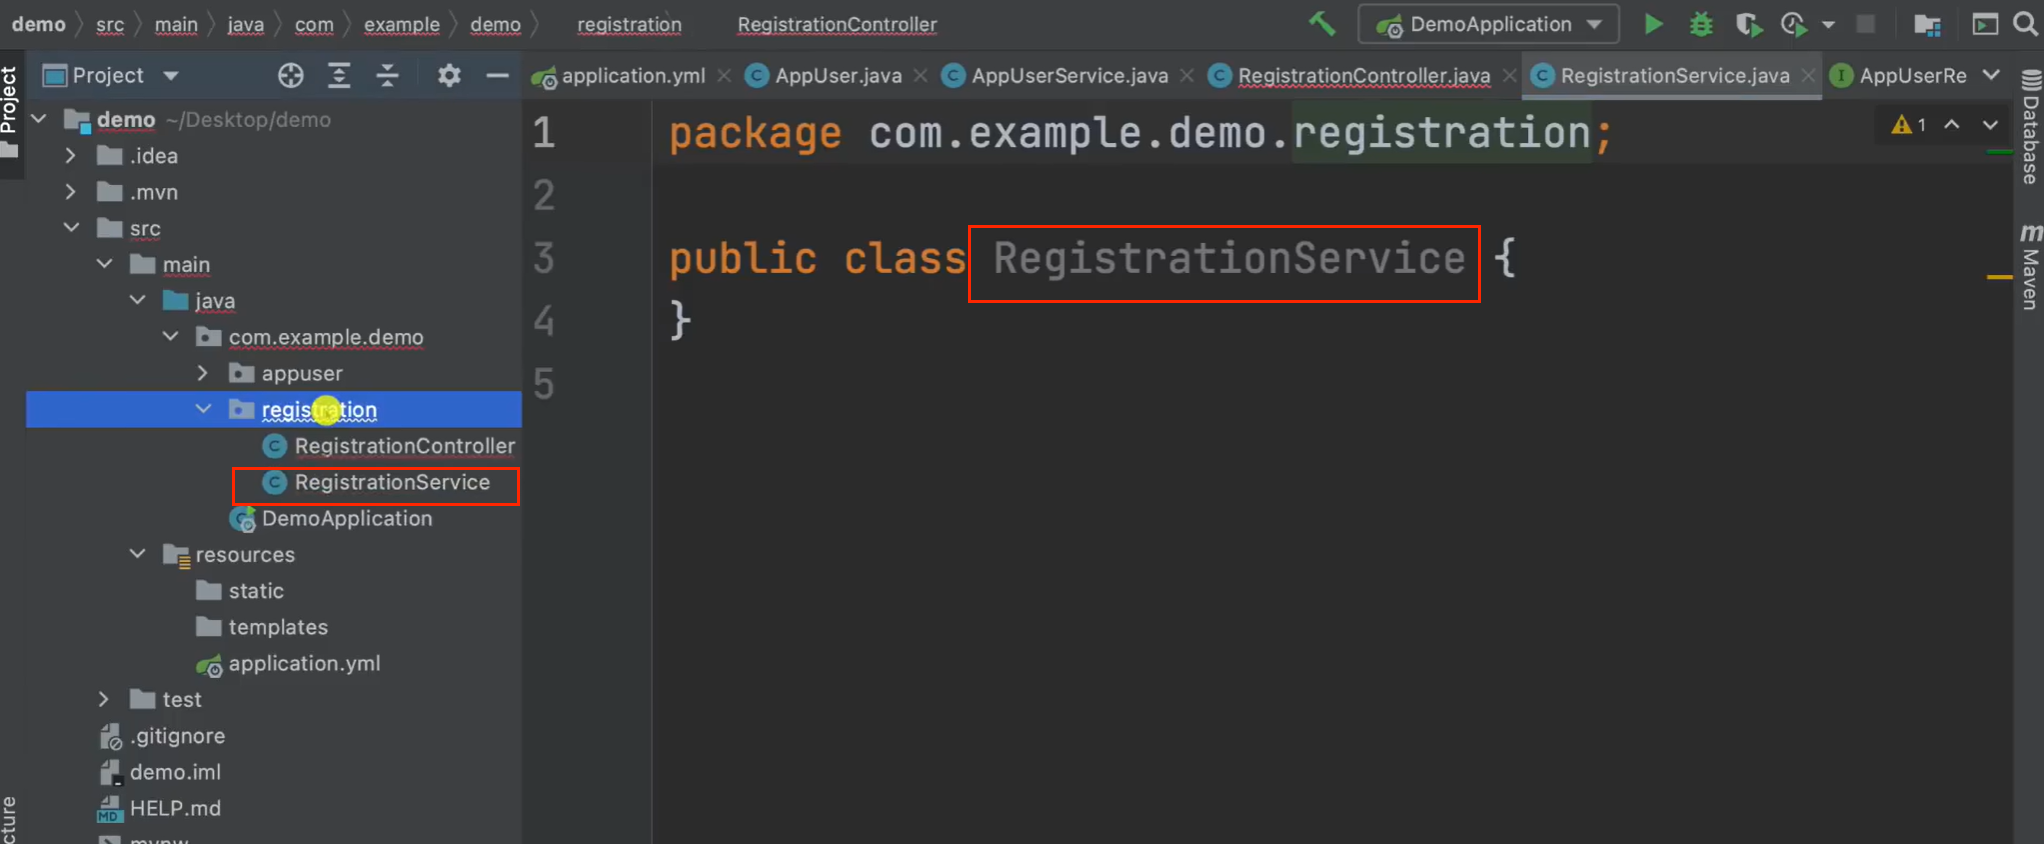 demo src main java com example demo registration RegistrationController DemoApplication
Project
application.yml AppUser.java AppUserService.java RegistrationController.java RegistrationService.java AppUserRe
Project
demo ~/Desktop/demo
.idea
.mvn
src
main
java
com.example.demo
appuser
registration
RegistrationController
RegistrationService
DemoApplication
resources
static
templates
application.yml
test
.gitignore
demo.iml
HELP.md
mvnw
cture
1 package com.example.demo.registration;
2
3 public class RegistrationService {
4 }
5
1
Database
Maven